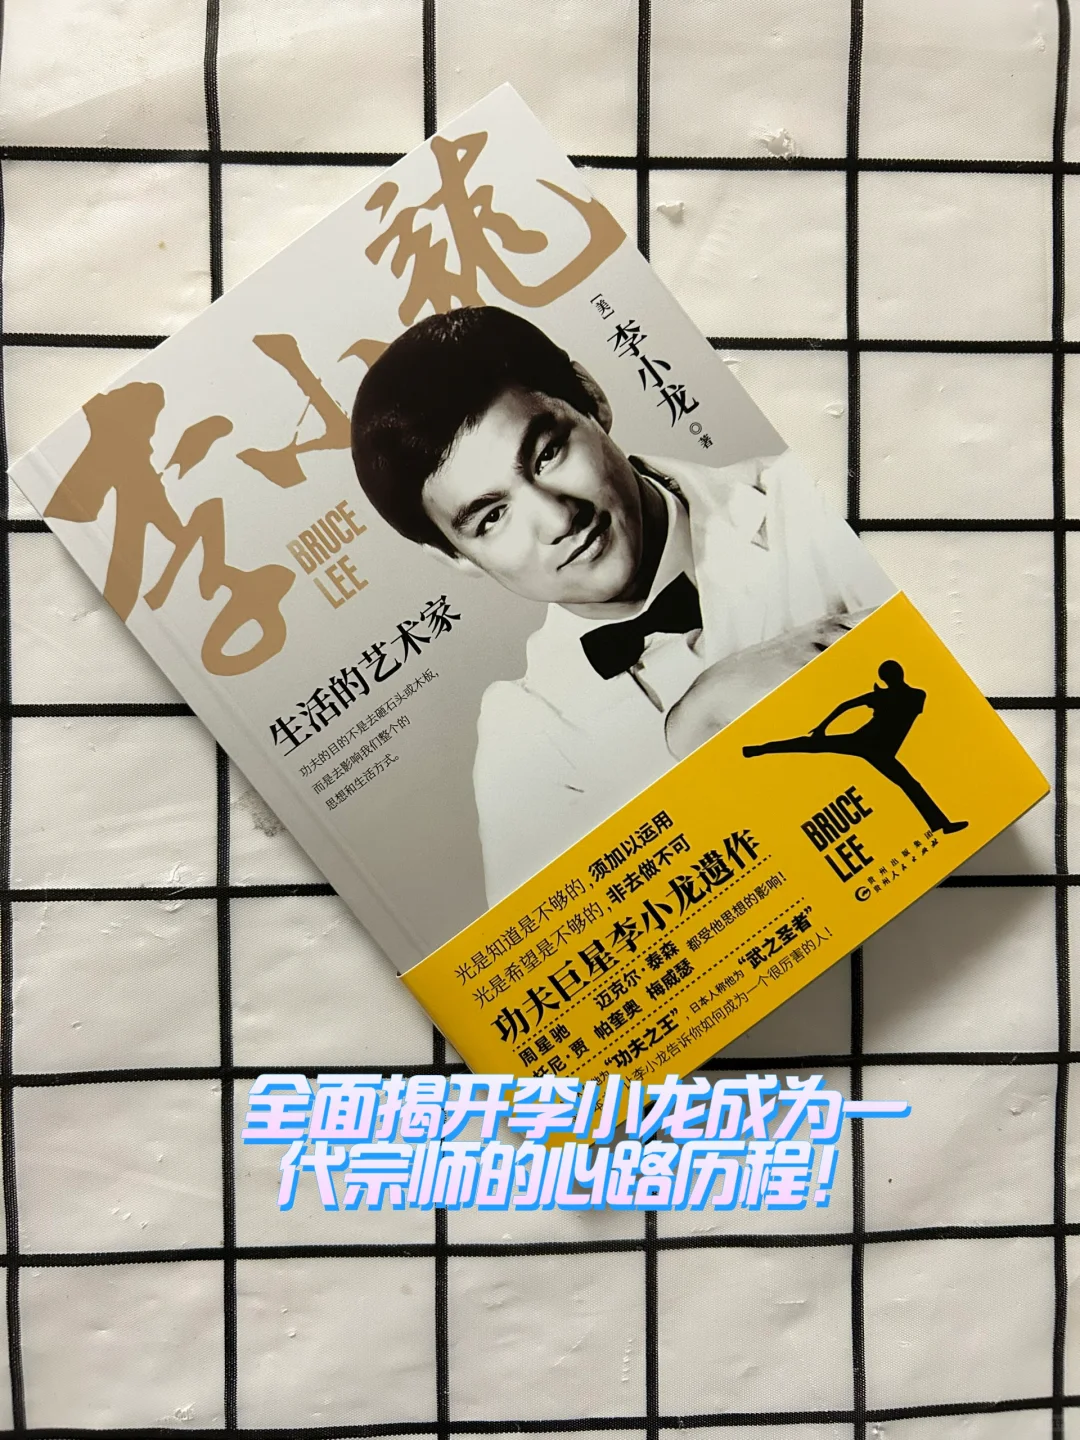 李小龍
BRUCE
LEE
[美]
李小龙
◎著
生活的艺术家
功夫的目的不是去砸石头或木板，
而是去影响我们整个的
思想和生活方式。
光是知道是不够的，须加以运用
光是希望是不够的，非去做不可
功夫巨星李小龙遗作
周星驰 迈克尔 泰森 都受他思想的影响！
托尼·贾 帕奎奥 梅威瑟
他为“功夫之王”，日本人称他为“武之圣者”
李小龙告诉你如何成为一个很厉害的人！
BRUCE
LEE
贵州出版集团
贵州人民出版社
全面揭开李小龙成为一
代宗师的心路历程！